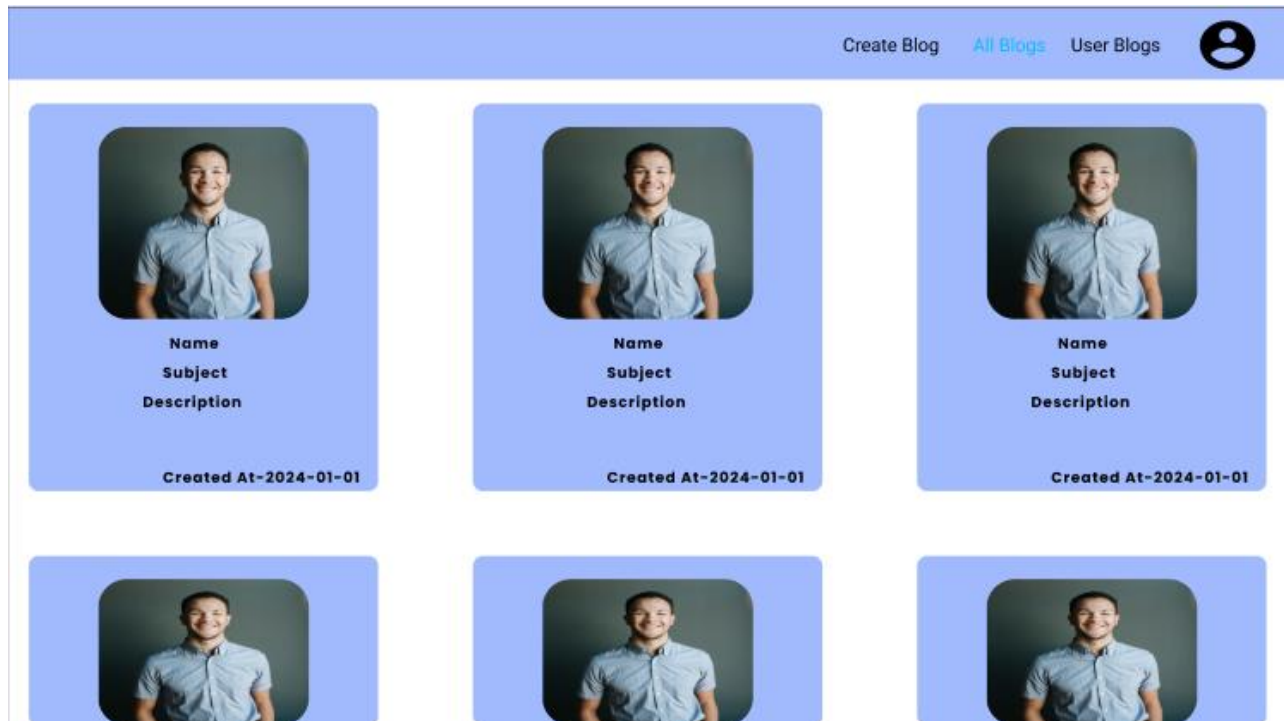 Create Blog All Blogs User Blogs
Name Name Name
Subject Subject Subject
Description Description Description
Created At-2024-01-01 Created At-2024-01-01 Created At-2024-01-01